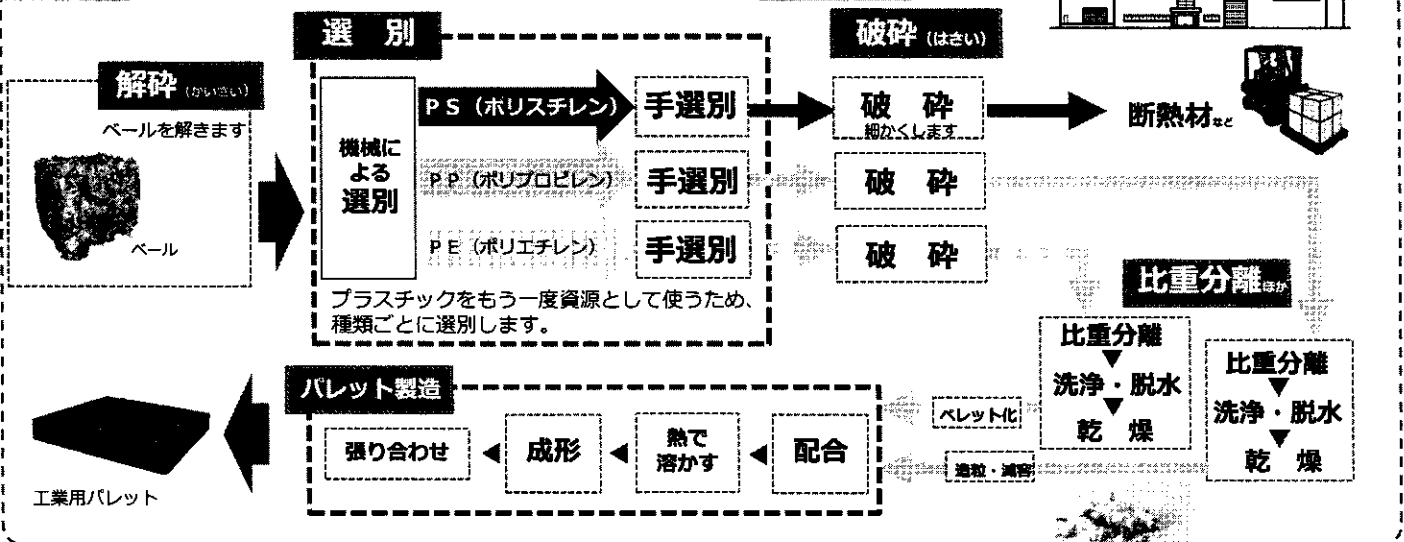 選 別
破砕 (はさい)
解砕 (かいさい)
ベールを解きます
ベール
機械に
よる
選別
PS (ポリスチレン)
手選別
破 砕
細かくします
断熱材など
PP (ポリプロピレン)
手選別
破 砕
PE (ポリエチレン)
手選別
破 砕
プラスチックをもう一度資源として使うため、
種類ごとに選別します。
比重分離ほか
比重分離
洗浄・脱水
乾 燥
比重分離
洗浄・脱水
乾 燥
ペレット化
造粒・減容
パレット製造
配合
熱で
溶かす
成形
張り合わせ
工業用パレット